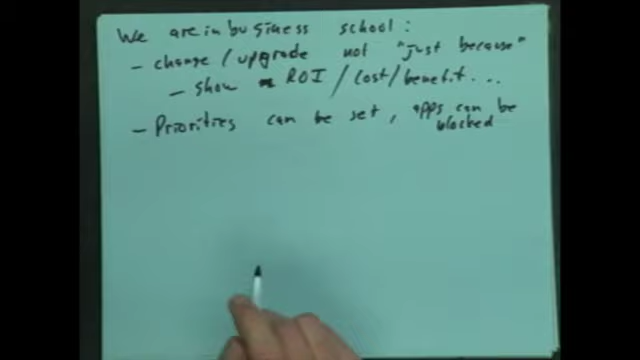 We are in business school:
- change/upgrade not "just because"
- show ROI/cost/benefit...
- Priorities can be set, apps can be
blocked